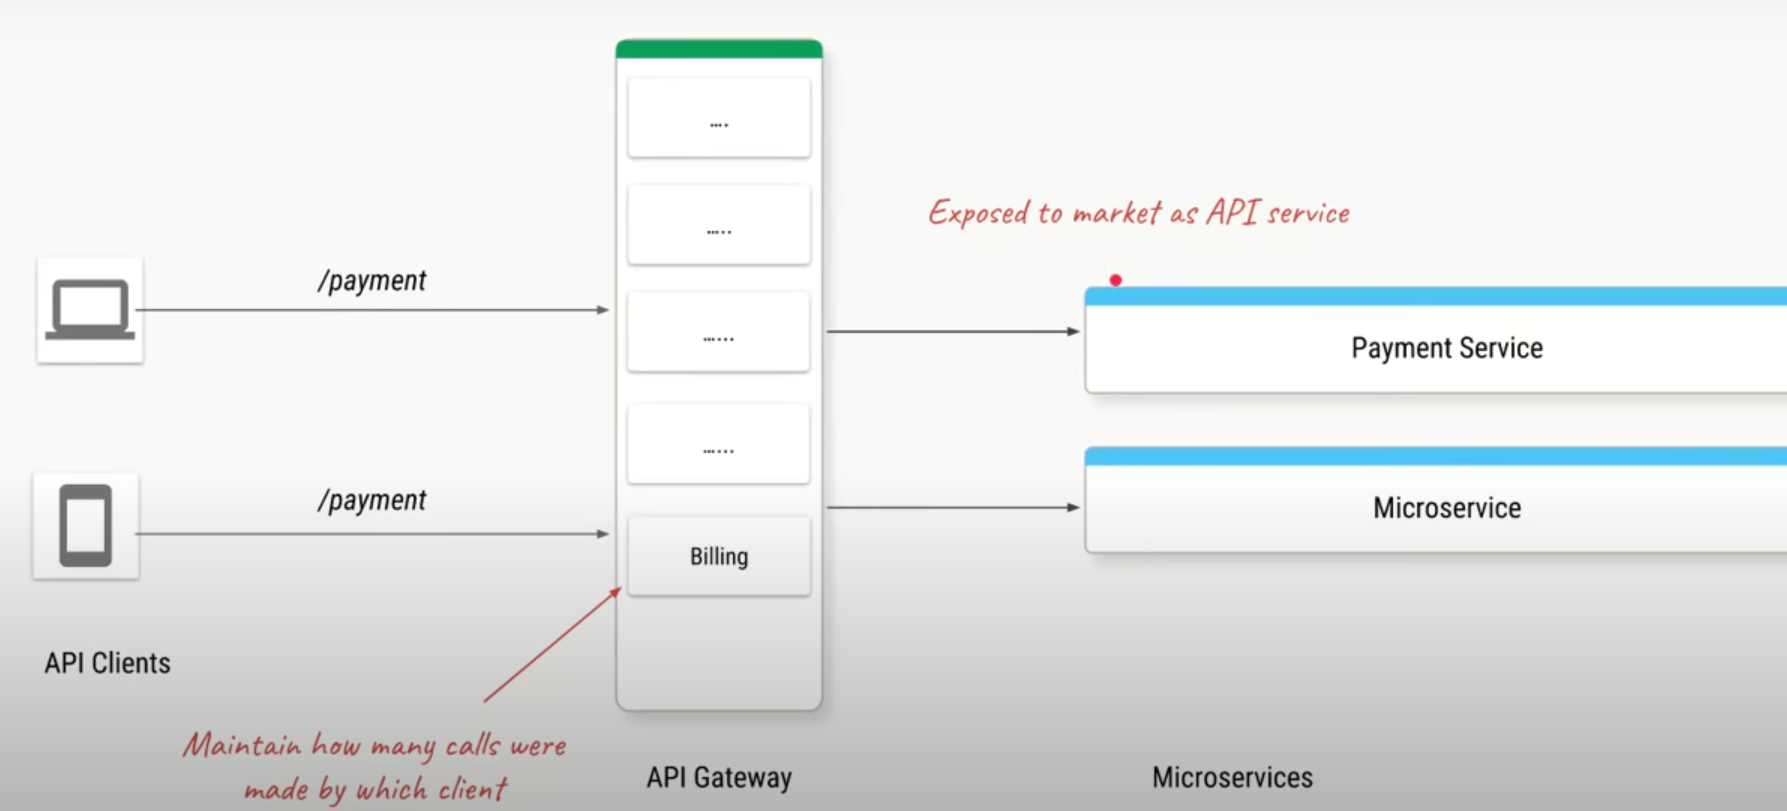 ....
.....
Exposed to market as API service
/payment
......
Payment Service
......
/payment
Microservice
Billing
API Clients
Maintain how many calls were
made by which client
API Gateway
Microservices